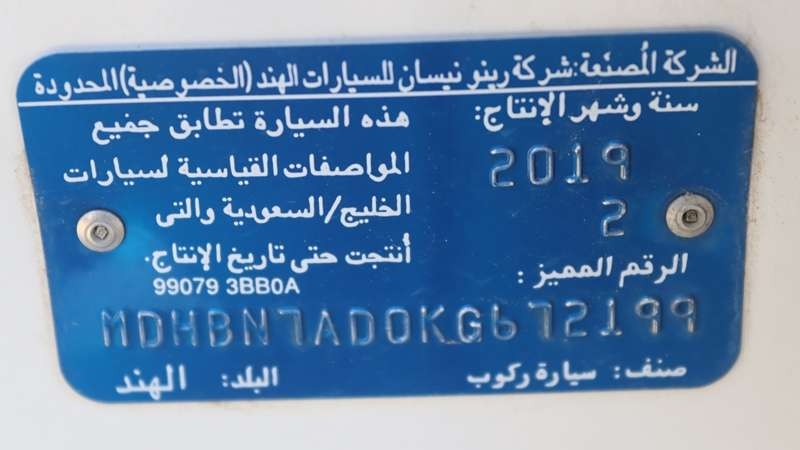 الشركة المُصنّعة: شركة رينو نيسان للسيارات الهند (الخصوصية) المحدودة
سنة وشهر الإنتاج:
2019
2
الرقم المميز:
هذه السيارة تطابق جميع
المواصفات القياسية لسيارات
الخليج/السعودية والتى
أنتجت حتى تاريخ الإنتاج.
99079 3BB0A
MDHBN7AD0KG672199
صنف: سيارة ركوب
البلد: الهند